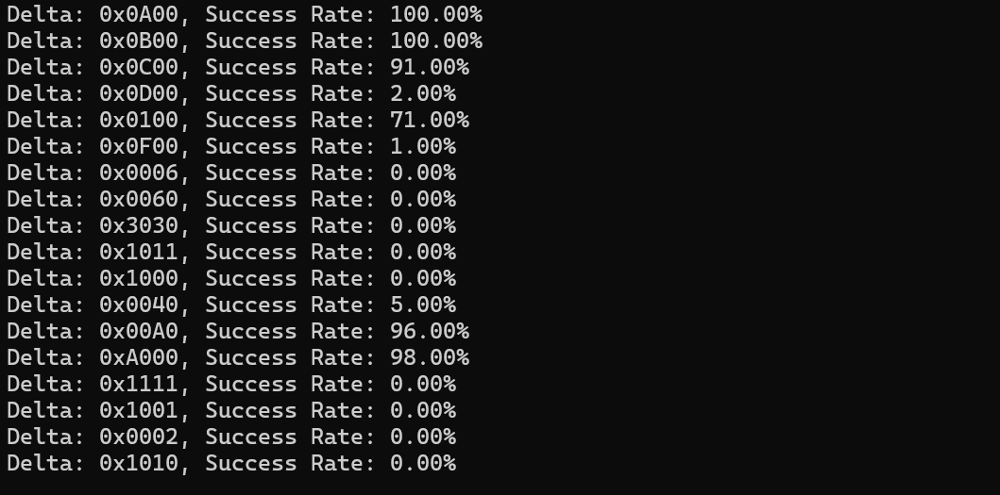 Delta: 0x0A00, Success Rate: 100.00%
Delta: 0x0B00, Success Rate: 100.00%
Delta: 0x0C00, Success Rate: 91.00%
Delta: 0x0D00, Success Rate: 2.00%
Delta: 0x0100, Success Rate: 71.00%
Delta: 0x0F00, Success Rate: 1.00%
Delta: 0x0006, Success Rate: 0.00%
Delta: 0x0060, Success Rate: 0.00%
Delta: 0x3030, Success Rate: 0.00%
Delta: 0x1011, Success Rate: 0.00%
Delta: 0x1000, Success Rate: 0.00%
Delta: 0x0040, Success Rate: 5.00%
Delta: 0x00A0, Success Rate: 96.00%
Delta: 0xA000, Success Rate: 98.00%
Delta: 0x1111, Success Rate: 0.00%
Delta: 0x1001, Success Rate: 0.00%
Delta: 0x0002, Success Rate: 0.00%
Delta: 0x1010, Success Rate: 0.00%